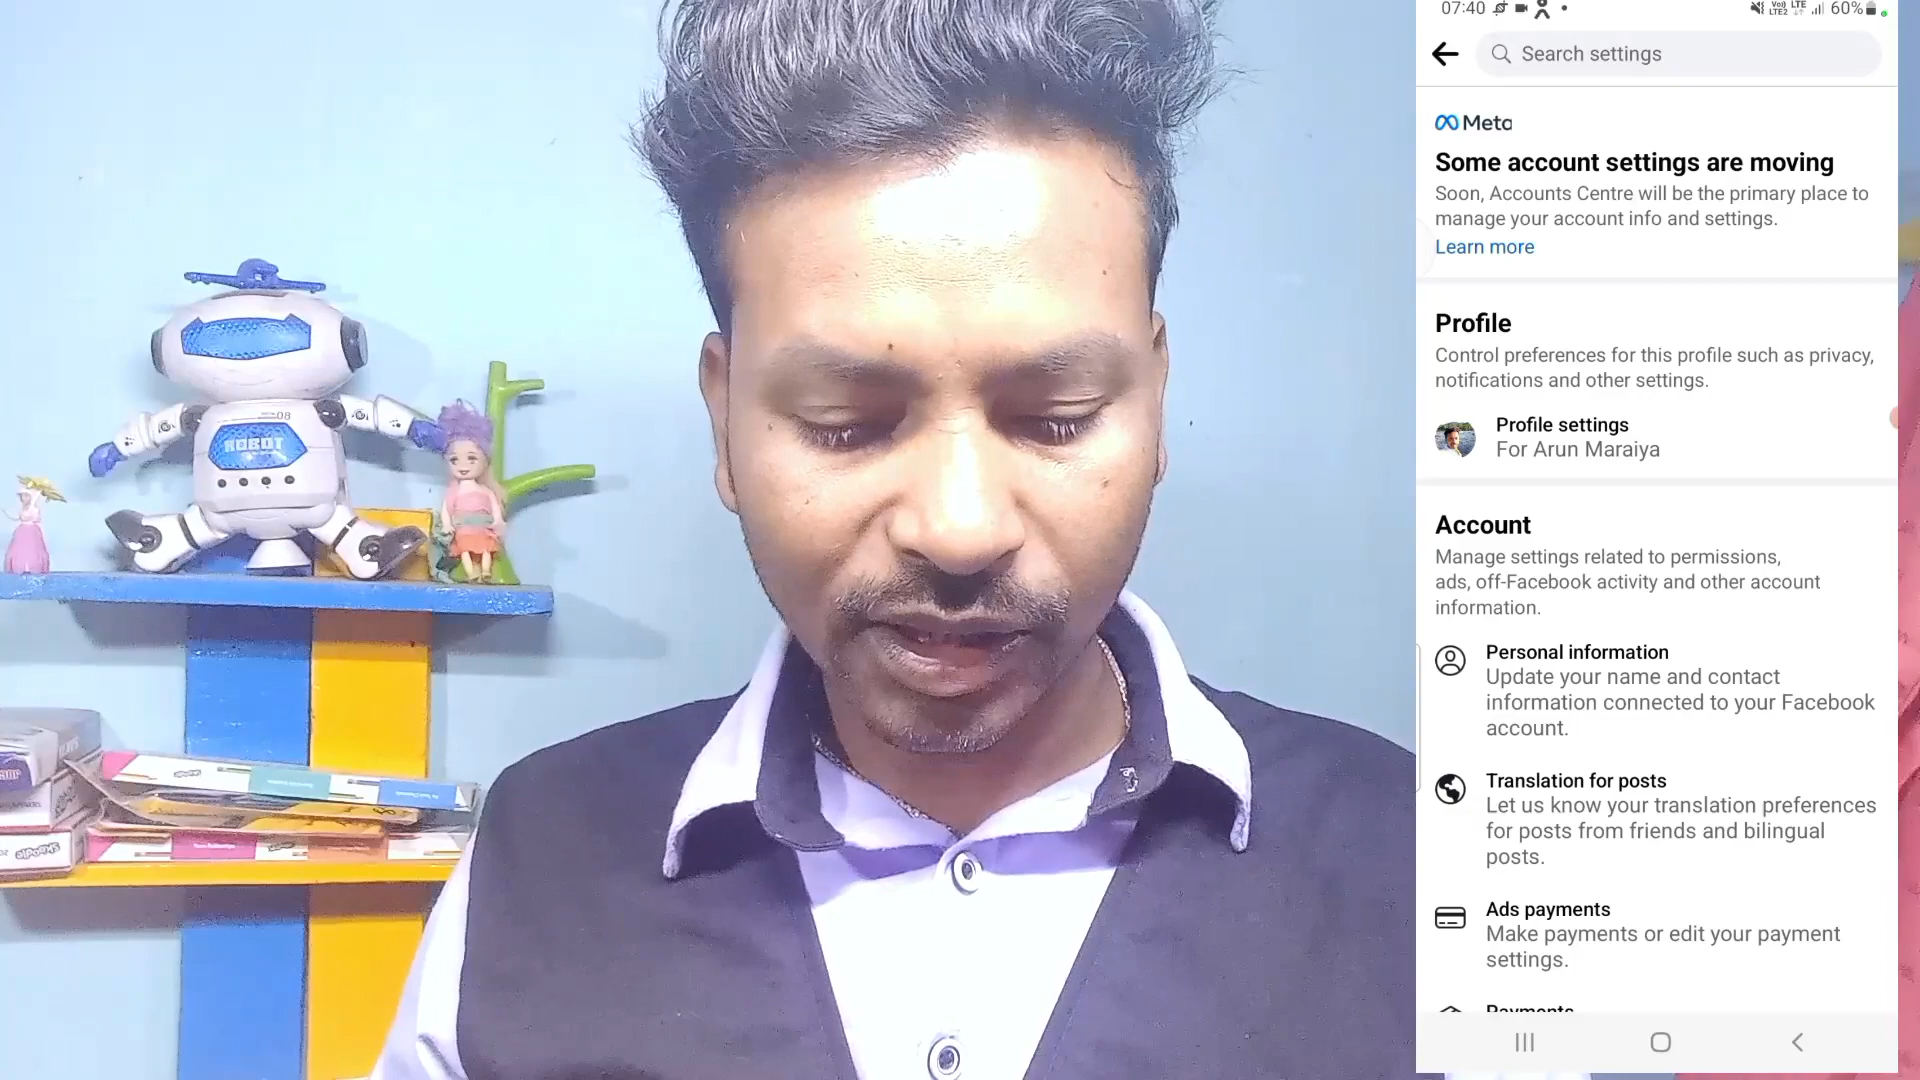 07:40
Vo)) LTE
LTE2
60%
Search settings
Meta
Some account settings are moving
Soon, Accounts Centre will be the primary place to
manage your account info and settings.
Learn more
Profile
Control preferences for this profile such as privacy,
notifications and other settings.
Profile settings
For Arun Maraiya
Account
Manage settings related to permissions,
ads, off-Facebook activity and other account
information.
Personal information
Update your name and contact
information connected to your Facebook
account.
Translation for posts
Let us know your translation preferences
for posts from friends and bilingual
posts.
Ads payments
Make payments or edit your payment
settings.
Payments
08
ROBOT